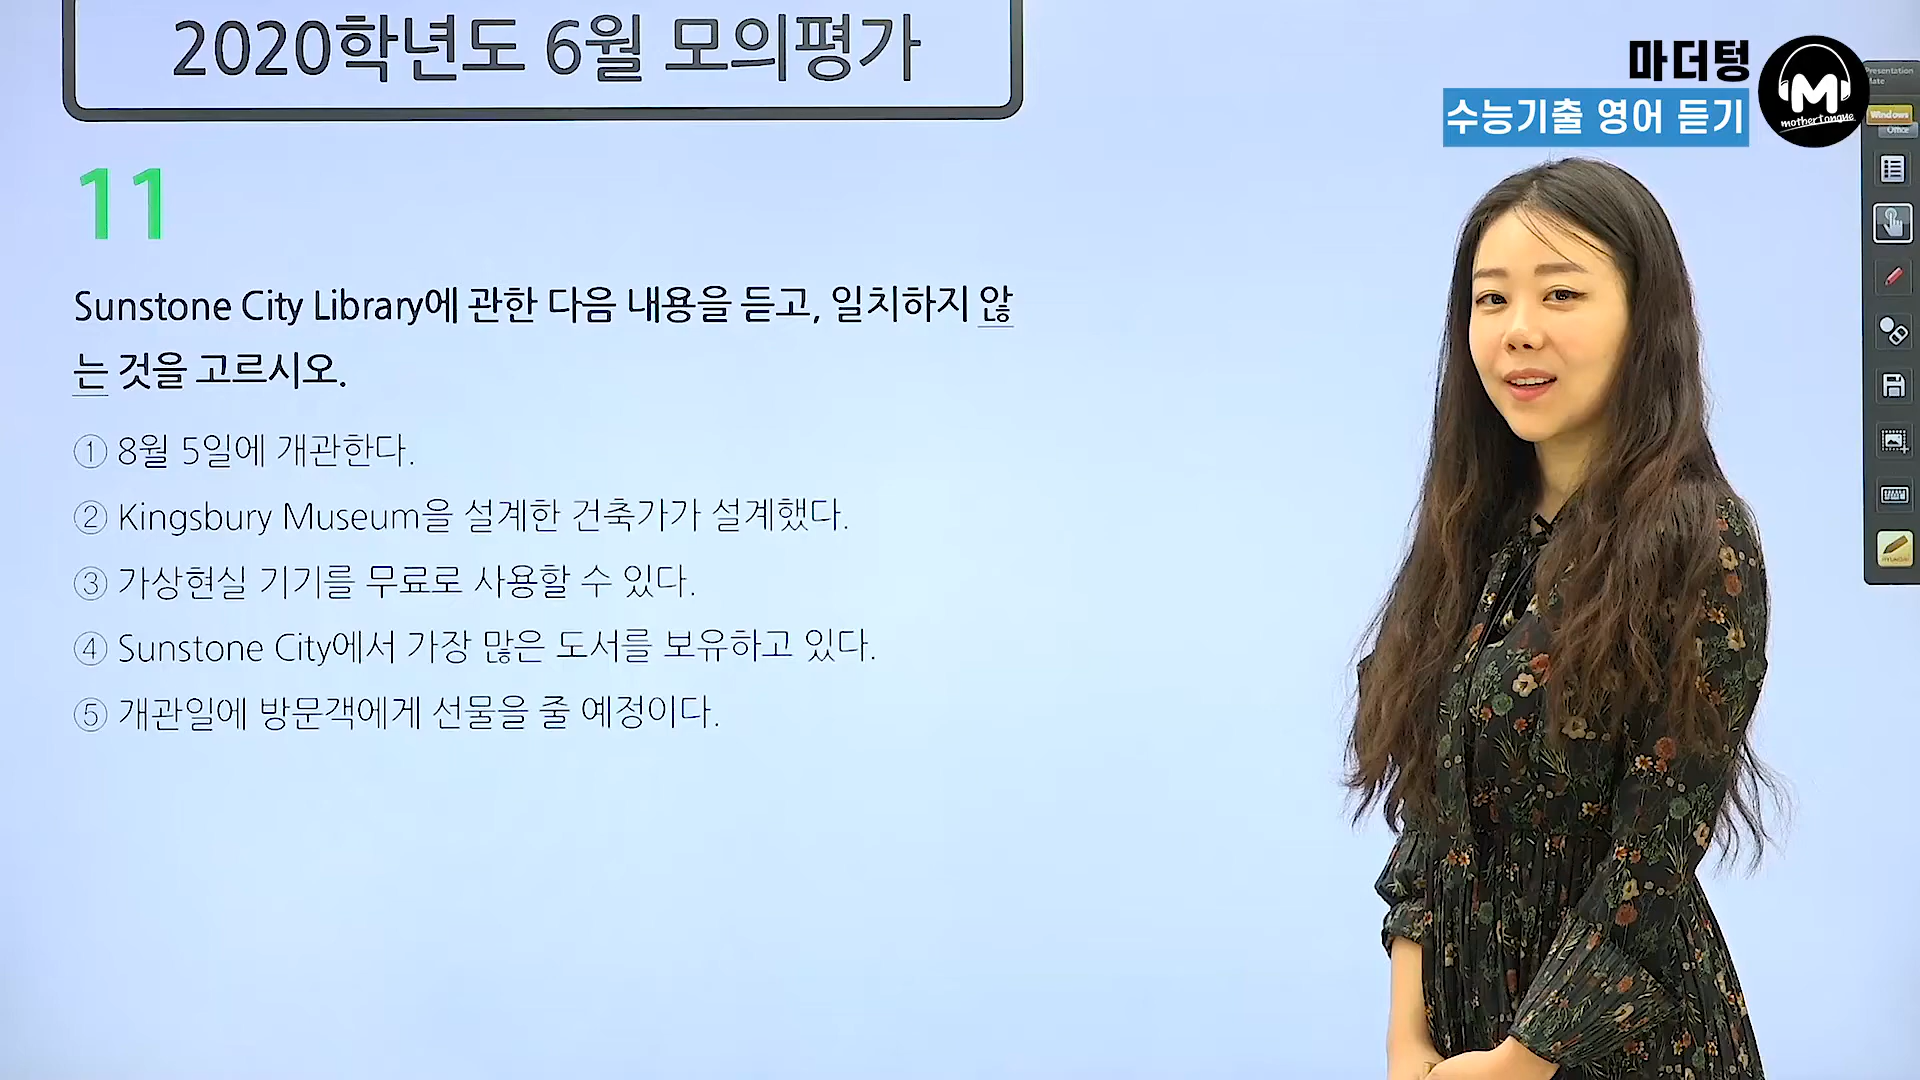 2020학년도 6월 모의평가
마더텅
수능기출 영어 듣기
M
mothertongue
Presentation
Mate
Windows
Office
11
Sunstone City Library에 관한 다음 내용을 듣고, 일치하지 않
는 것을 고르시오.
① 8월 5일에 개관한다.
② Kingsbury Museum을 설계한 건축가가 설계했다.
③ 가상현실 기기를 무료로 사용할 수 있다.
④ Sunstone City에서 가장 많은 도서를 보유하고 있다.
⑤ 개관일에 방문객에게 선물을 줄 예정이다.